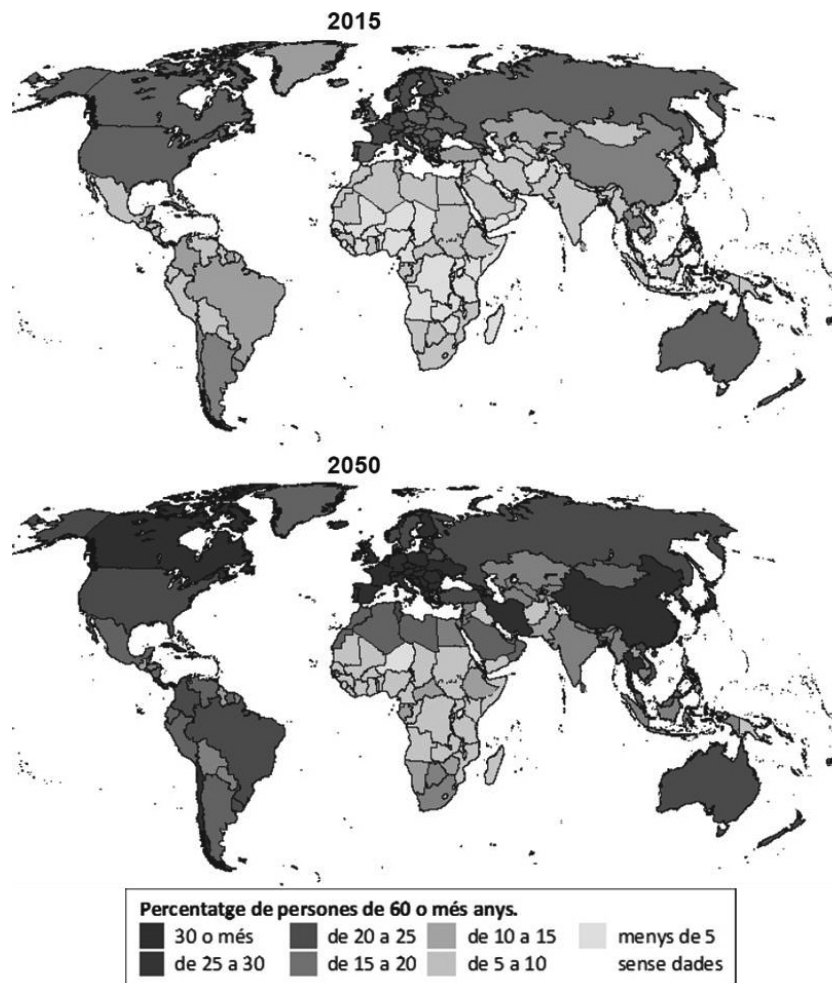 2015
2050
Percentatge de persones de 60 o més anys.
30 o més de 20 a 25 de 10 a 15 menys de 5
de 25 a 30 de 15 a 20 de 5 a 10 sense dades